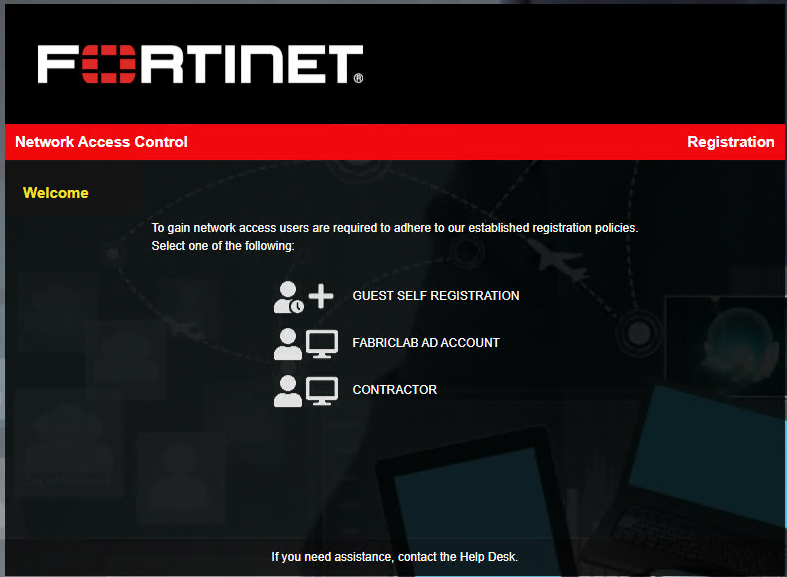 FORTINET®
Network Access Control
Registration
Welcome
To gain network access users are required to adhere to our established registration policies.
Select one of the following:
GUEST SELF REGISTRATION
FABRICLAB AD ACCOUNT
CONTRACTOR
If you need assistance, contact the Help Desk.